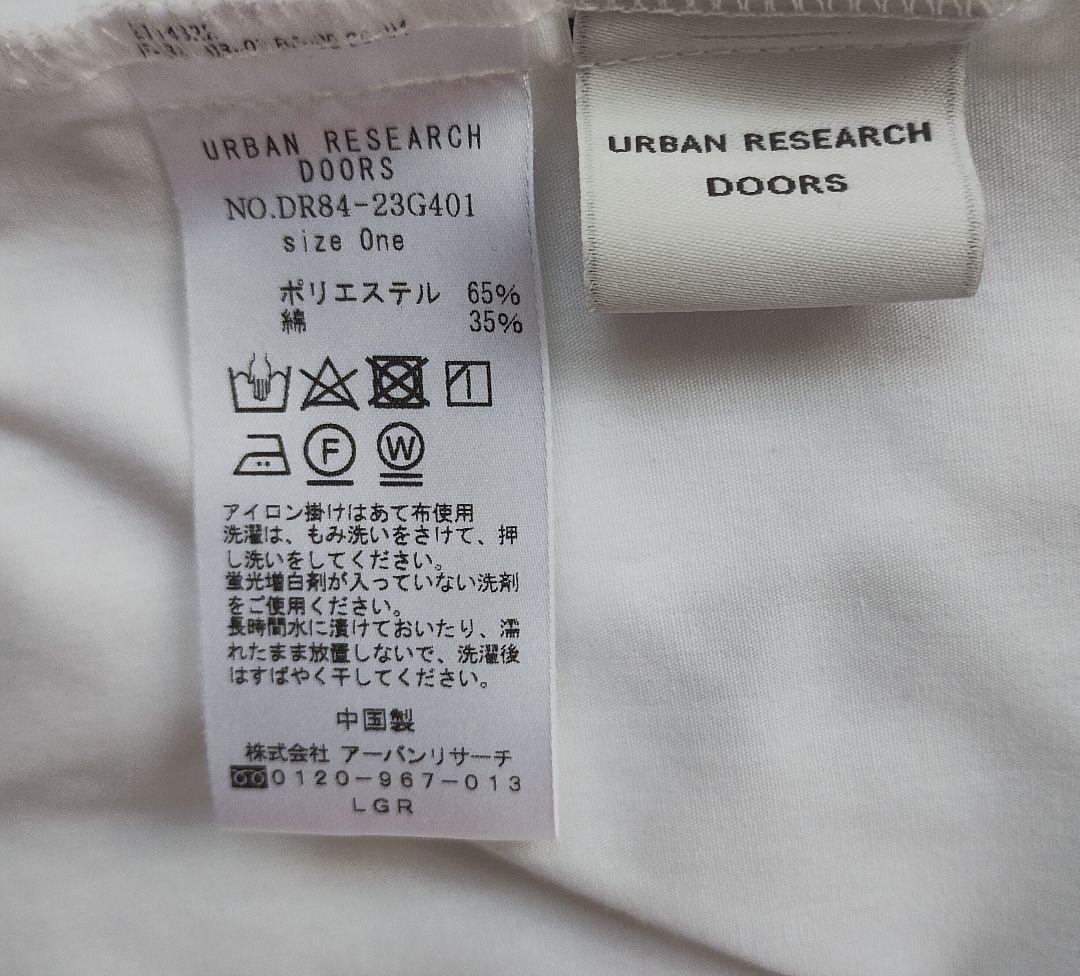 URBAN RESEARCH
DOORS
NO.DR84-23G401
size One
ポリエステル 65%
綿 35%
F W
アイロン掛けはあて布使用
洗濯は、もみ洗いをさけて、押
し洗いをしてください。
蛍光増白剤が入っていない洗剤
をご使用ください。
長時間水に漬けておいたり、濡
れたまま放置しないで、洗濯後
はすばやく干してください。
中国製
株式会社 アーバンリサーチ
0120-967-013
LGR
URBAN RESEARCH
DOORS